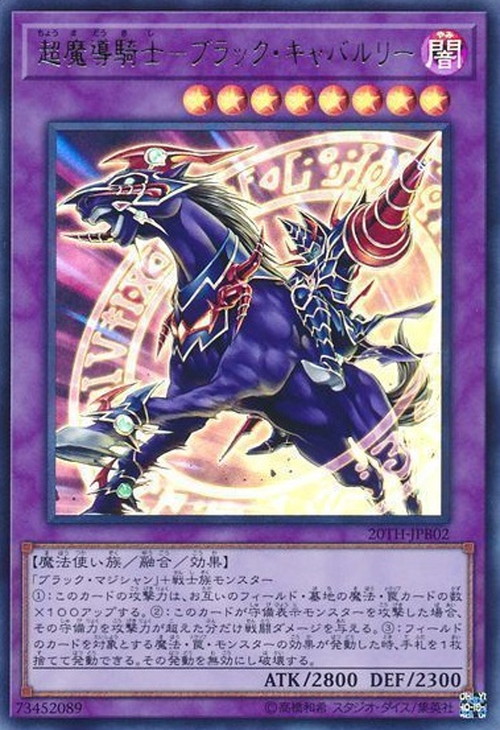 超魔導騎士-ブラック・キャバルリー 闇
20TH-JPB02
【魔法使い族/融合/効果】
「ブラック・マジシャン」+戦士族モンスター
①:このカードの攻撃力は、お互いのフィールド・墓地の魔法・罠カードの数
×100アップする。②:このカードが守備表示モンスターを攻撃した場合、
その守備力を攻撃力が超えた分だけ戦闘ダメージを与える。③:フィールド
のカードを対象とする魔法・罠・モンスターの効果が発動した時、手札を1枚
捨てて発動できる。その発動を無効にし破壊する。
ATK/2800 DEF/2300
73452089 ©高橋和希 スタジオ・ダイス/集英社